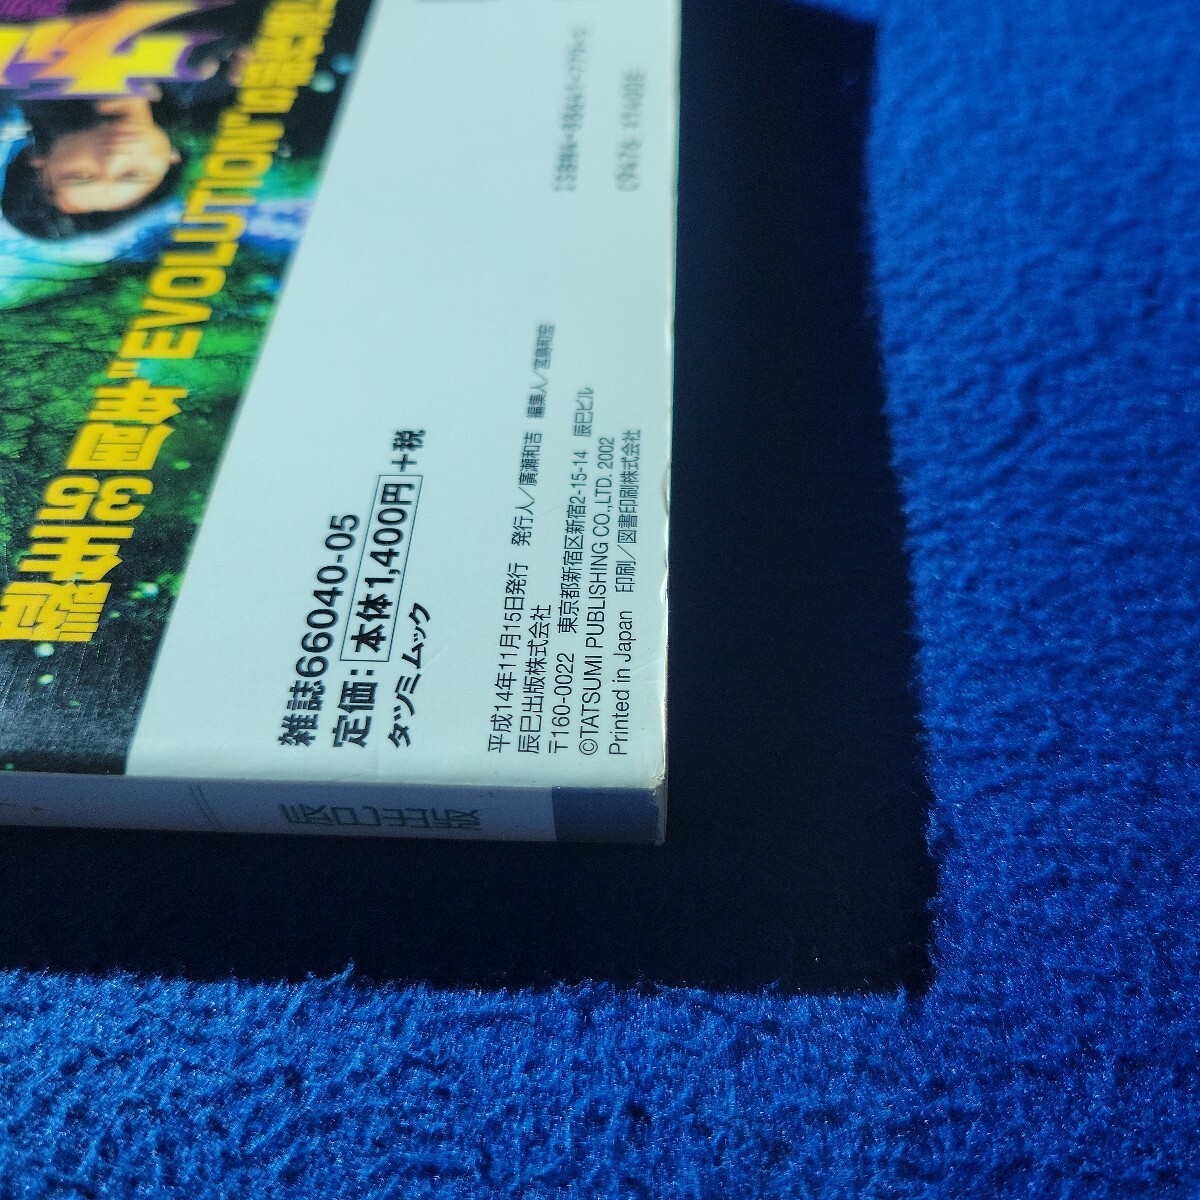 誕生35周年"EVOLUTION"の
雑誌66040-05
定価：本体1,400円＋税
タツミムック
平成14年11月15日発行　発行人／廣瀬和吉　編集人／宮島和宏
辰巳出版株式会社
〒160-0022　東京都新宿区新宿2-15-14　辰巳ビル
©TATSUMI PUBLISHING CO.,LTD. 2002
Printed in Japan　印刷／図書印刷株式会社
辰巳出版